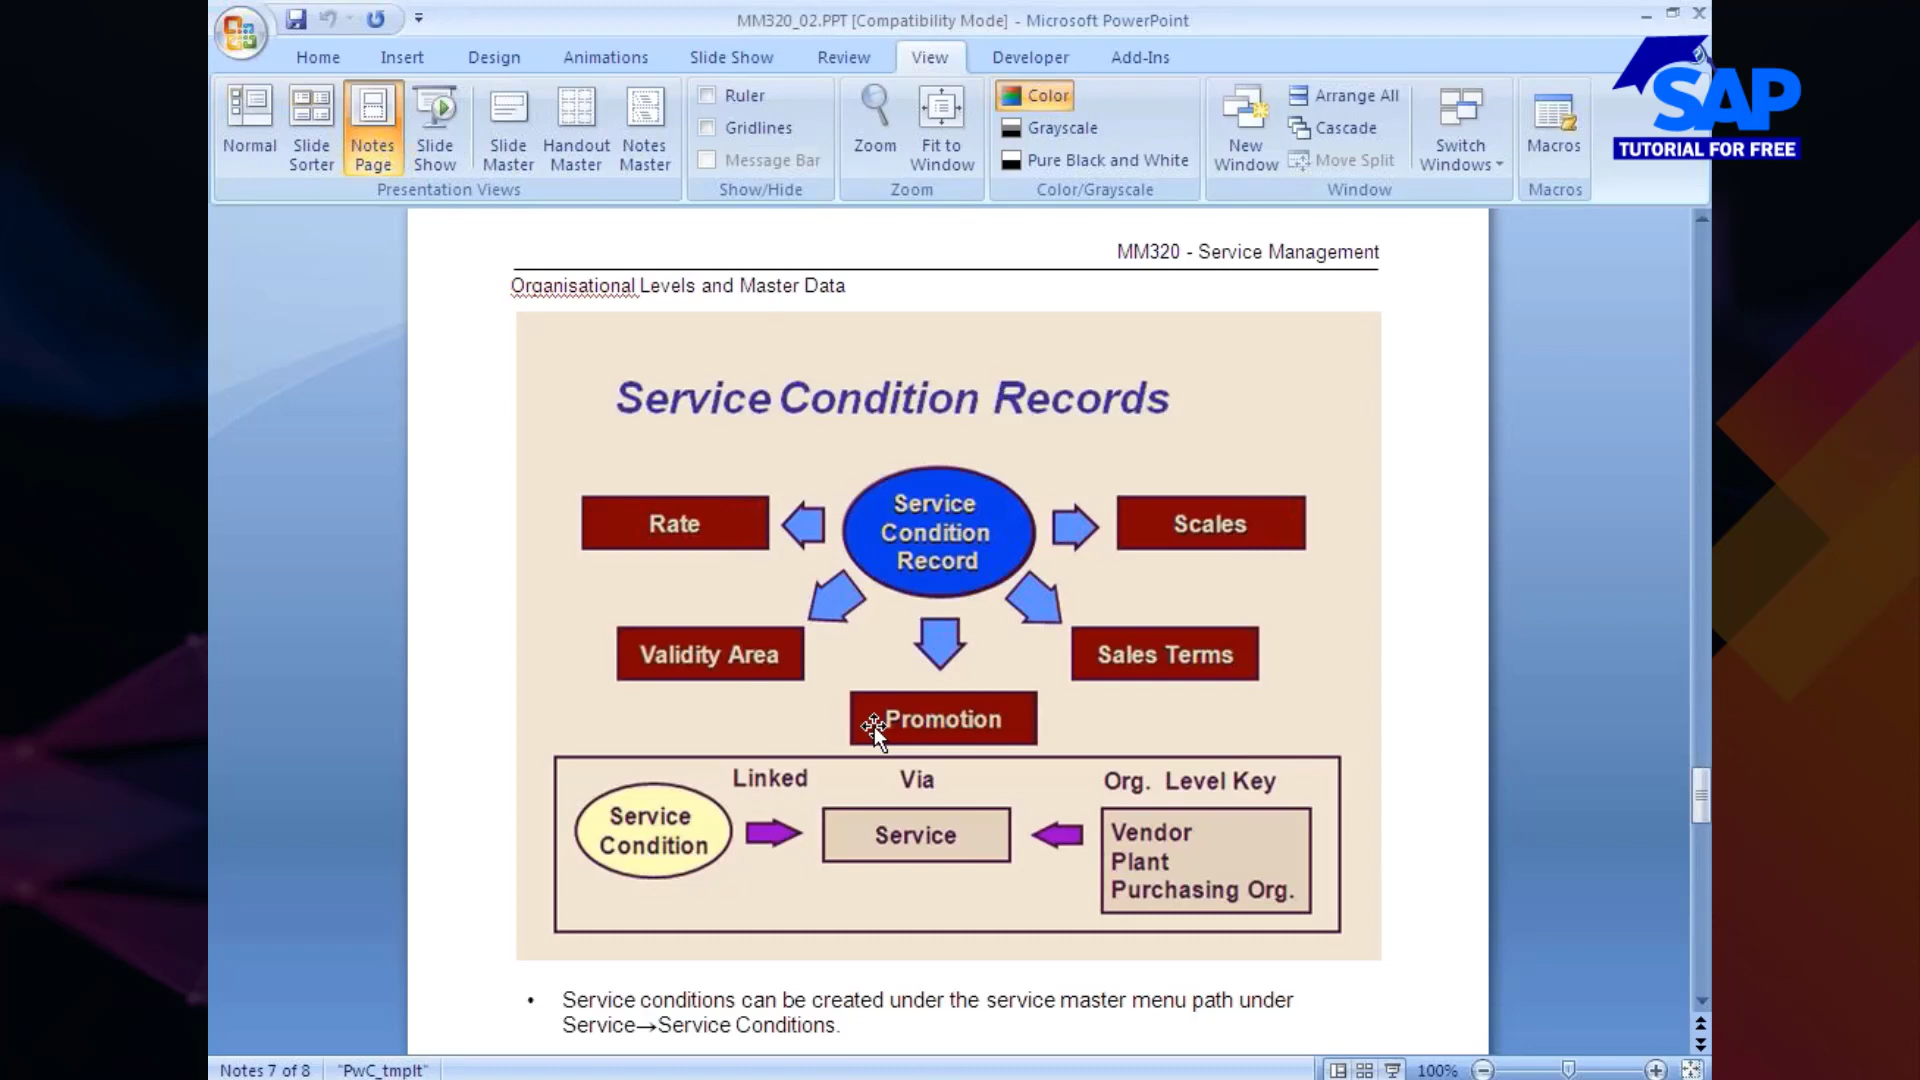 MM320_02.PPT [Compatibility Mode] - Microsoft PowerPoint
Home Insert Design Animations Slide Show Review View Developer Add-Ins
SAP
TUTORIAL FOR FREE
Normal
Slide Sorter
Notes Page
Slide Show
Slide Master
Handout Master
Notes Master
Presentation Views
Ruler
Gridlines
Message Bar
Show/Hide
Zoom
Fit to Window
Zoom
Color
Grayscale
Pure Black and White
Color/Grayscale
New Window
Arrange All
Cascade
Move Split
Switch Windows
Window
Macros
Macros
MM320 - Service Management
Organisational Levels and Master Data
Service Condition Records
Service
Condition
Record
Rate
Scales
Validity Area
Sales Terms
Promotion
Linked Via Org. Level Key
Service
Condition
Service
Vendor
Plant
Purchasing Org.
• Service conditions can be created under the service master menu path under
Service→Service Conditions.
Notes 7 of 8 "PwC_tmplt" 100%